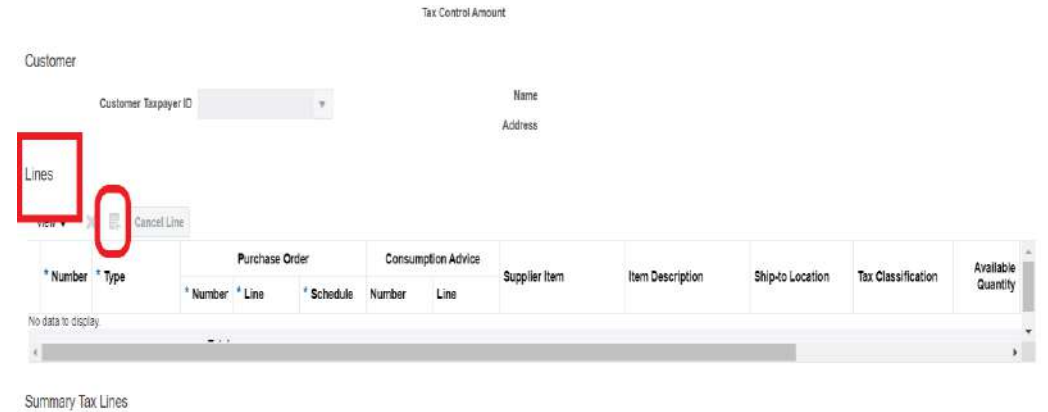 Tax Control Amount
Customer
Customer Taxpayer ID
Name
Address
Lines
View
Cancel Line
* Number * Type Purchase Order Consumption Advice Supplier Item Item Description Ship-to Location Tax Classification Available Quantity
* Number * Line * Schedule Number Line
No data to display.
Summary Tax Lines